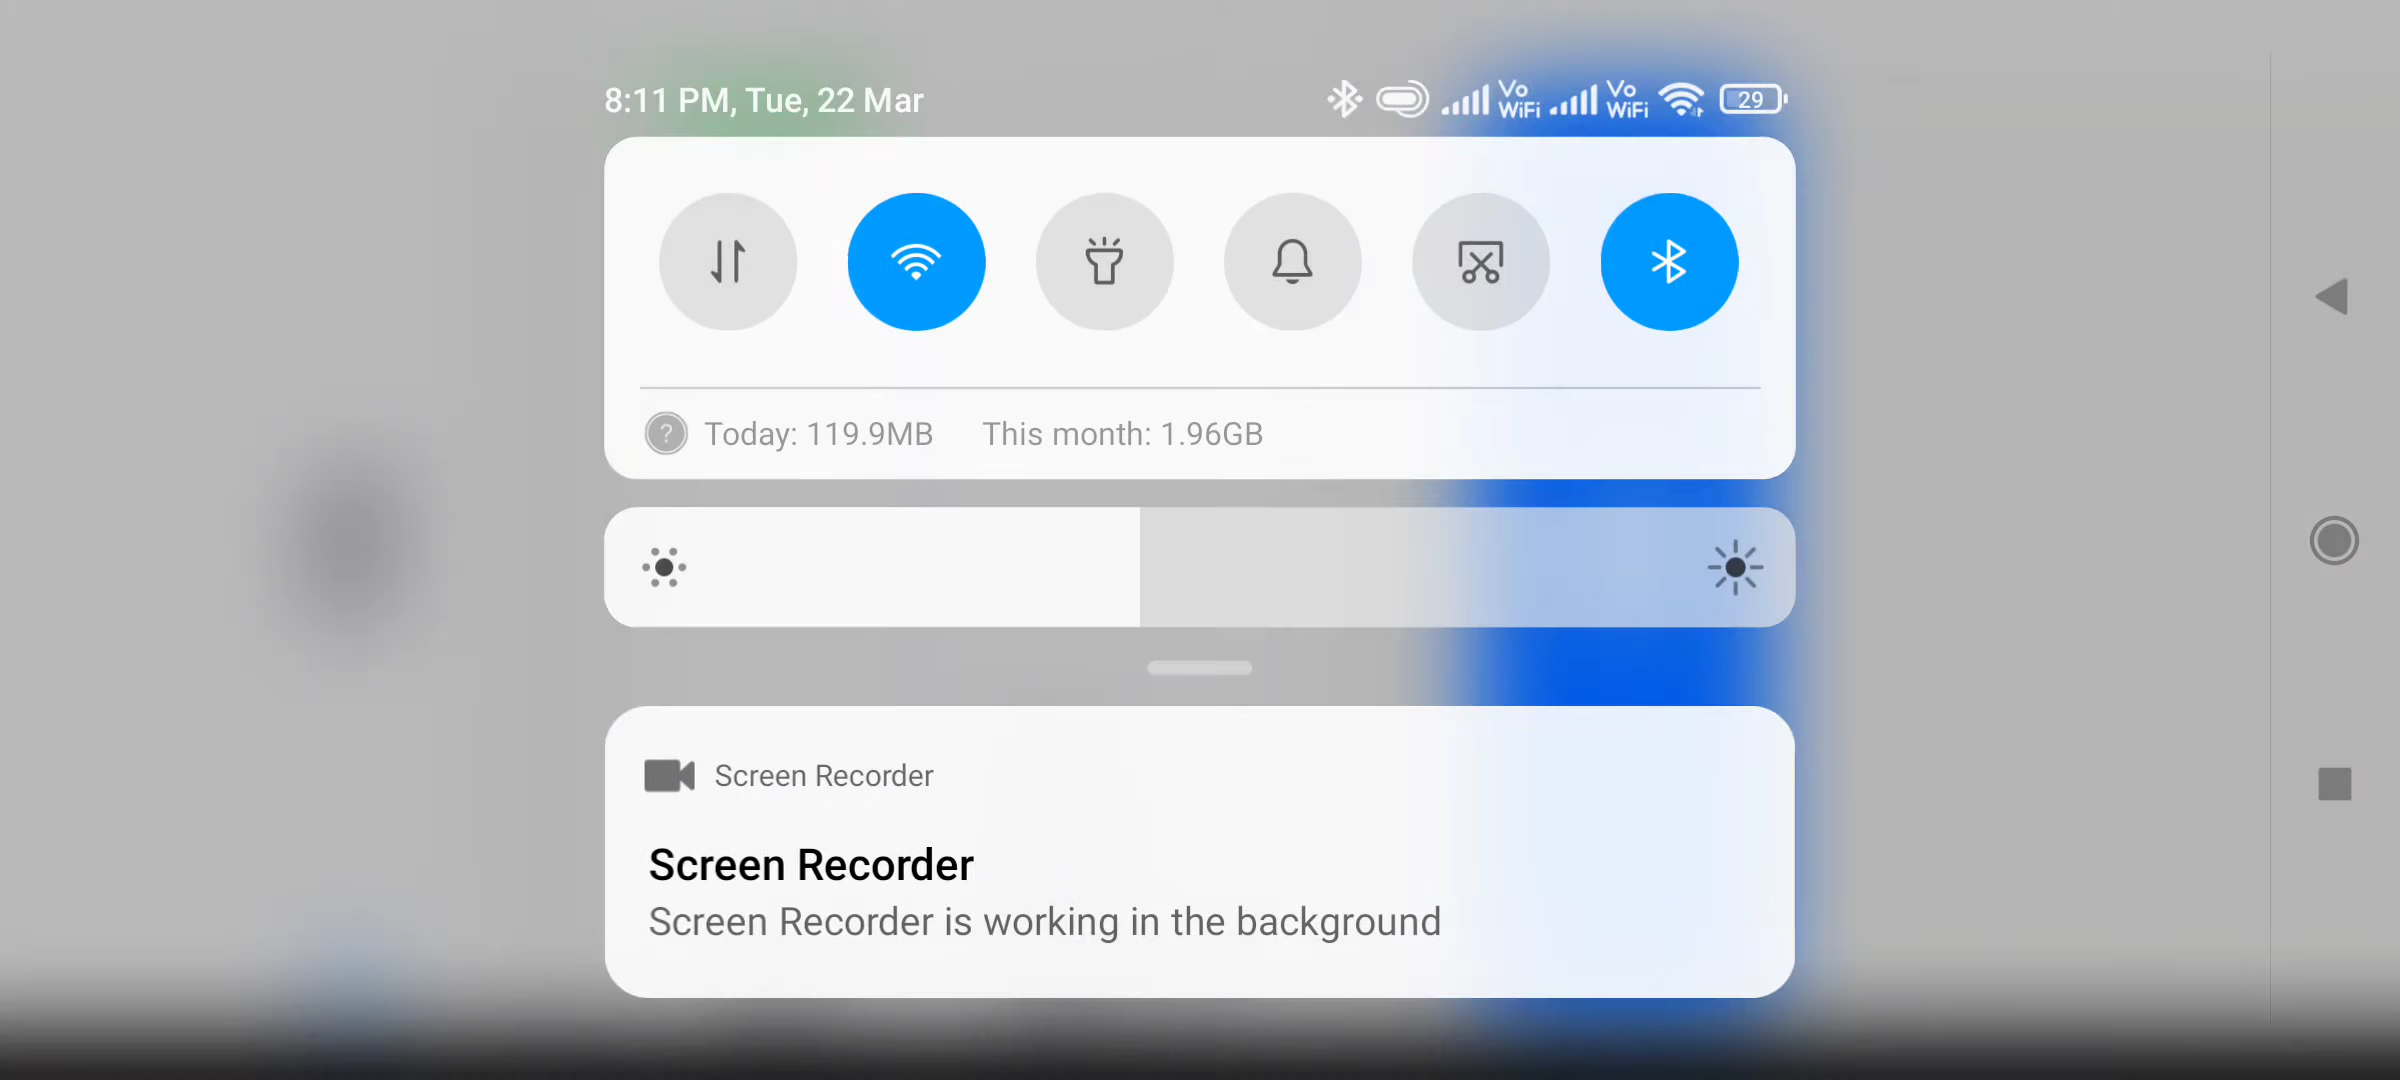 8:11 PM, Tue, 22 Mar Vo WiFi Vo WiFi 29
? Today: 119.9MB This month: 1.96GB
Screen Recorder
Screen Recorder
Screen Recorder is working in the background